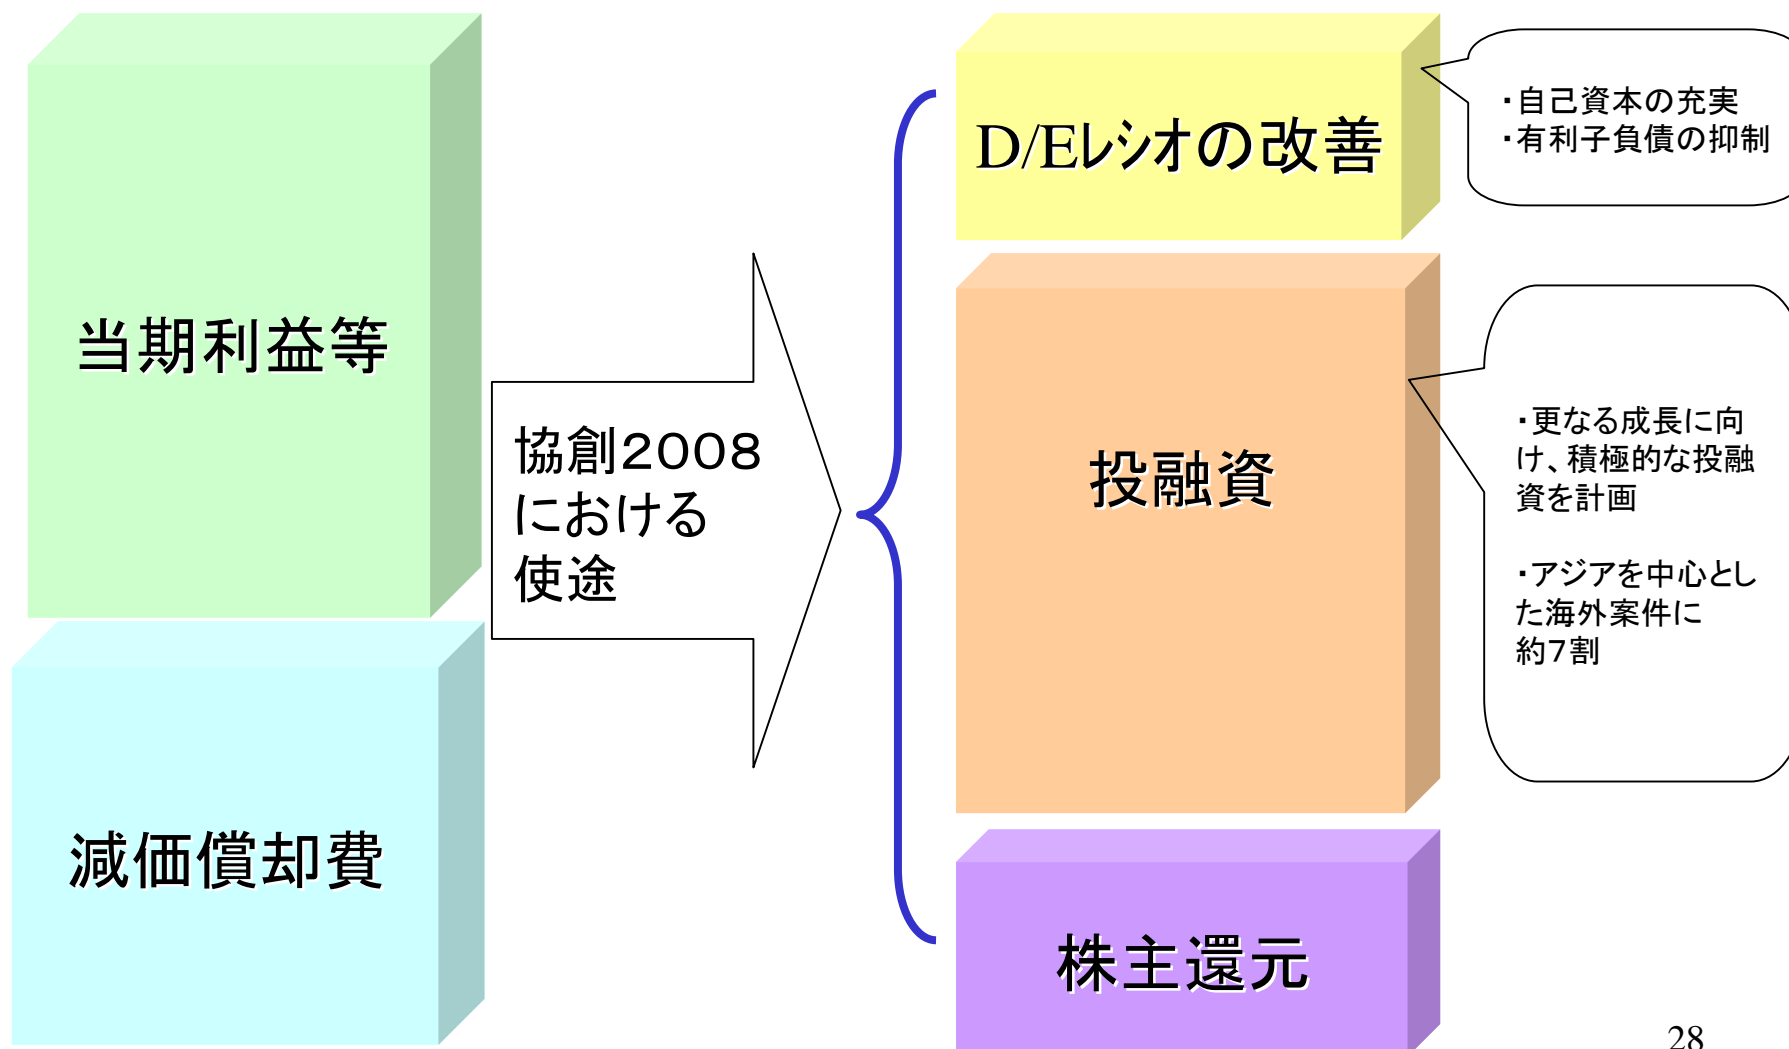 当期利益等
減価償却費
協創2008
における
使途
D/Eレシオの改善
・自己資本の充実
・有利子負債の抑制
投融資
・更なる成長に向
け、積極的な投融
資を計画
・アジアを中心とし
た海外案件に
約7割
株主還元
28